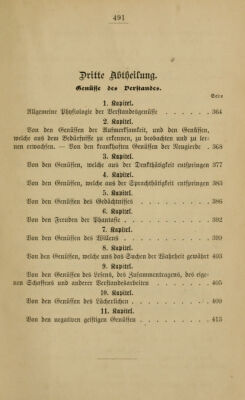 491
Dritte Abtheilung.
Genüsse des Verstandes.
Seite
1. Kapitel.
Allgemeine Physiologie der Verstandesgenüsse . . . . . 364
2. Kapitel.
Von den Genüssen der Aufmerksamkeit, und den Genüssen,
welche aus dem Bedürfnisse zu erkennen, zu beobachten und zu ler-
nen erwachsen. — Von den krankhaften Genüssen der Neugierde . 368
3. Kapitel.
Von den Genüssen, welche aus der Denkthätigkeit entspringen 377
4. Kapitel.
Von den Genüssen, welche aus der Sprachthätigkeit entspringen 383
5. Kapitel.
Von den Genüssen des Gedächtnisses . . . . . 386
6. Kapitel.
Von den Freuden der Phantasie . . . . . 392
7. Kapitel.
Von den Genüssen des Willens . . . . . 399
8. Kapitel.
Von den Genüssen, welche uns das Suchen der Wahrheit gewährt 403
9. Kapitel.
Von den Genüssen des Lesens, des Zusammentragens, des eige-
nen Schaffens und anderer Verstandesarbeiten . . . . . 405
10. Kapitel.
Von den Genüssen des Lächerlichen . . . . . 409
11. Kapitel.
Von den negativen geistigen Genüssen . . . . . 415